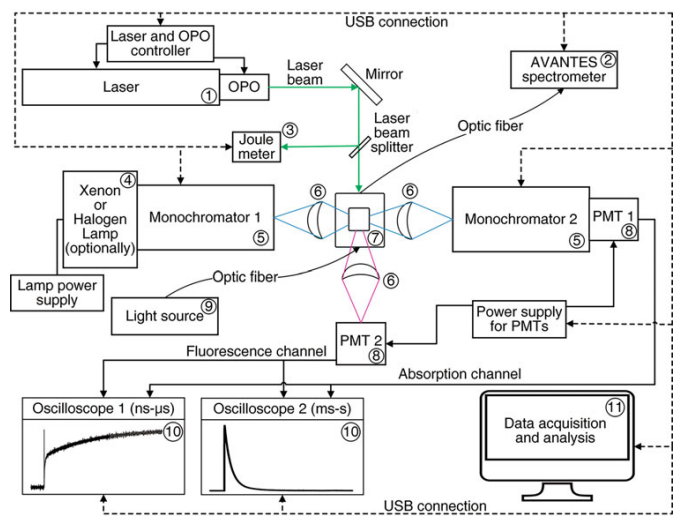 USB connection
Laser and OPO
controller
Laser
①
OPO
Laser
beam
Mirror
AVANTES
②
spectrometer
Laser
beam
splitter
Optic fiber
③
Joule
meter
④
Xenon
or
Halogen
Lamp
(optionally)
Monochromator 1
⑤
⑥
⑦
⑥
Monochromator 2
⑤
PMT 1
⑧
Lamp power
supply
Optic fiber
⑥
Light source
⑨
PMT 2
⑧
Power supply
for PMTs
Fluorescence channel
Absorption channel
Oscilloscope 1 (ns-μs)
⑩
Oscilloscope 2 (ms-s)
⑩
⑪
Data acquisition
and analysis
USB connection